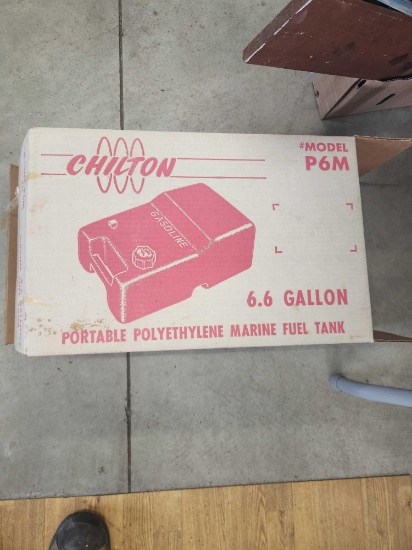 CHILTON
#MODEL
P6M
GASOLINE
6.6 GALLON
PORTABLE POLYETHYLENE MARINE FUEL TANK